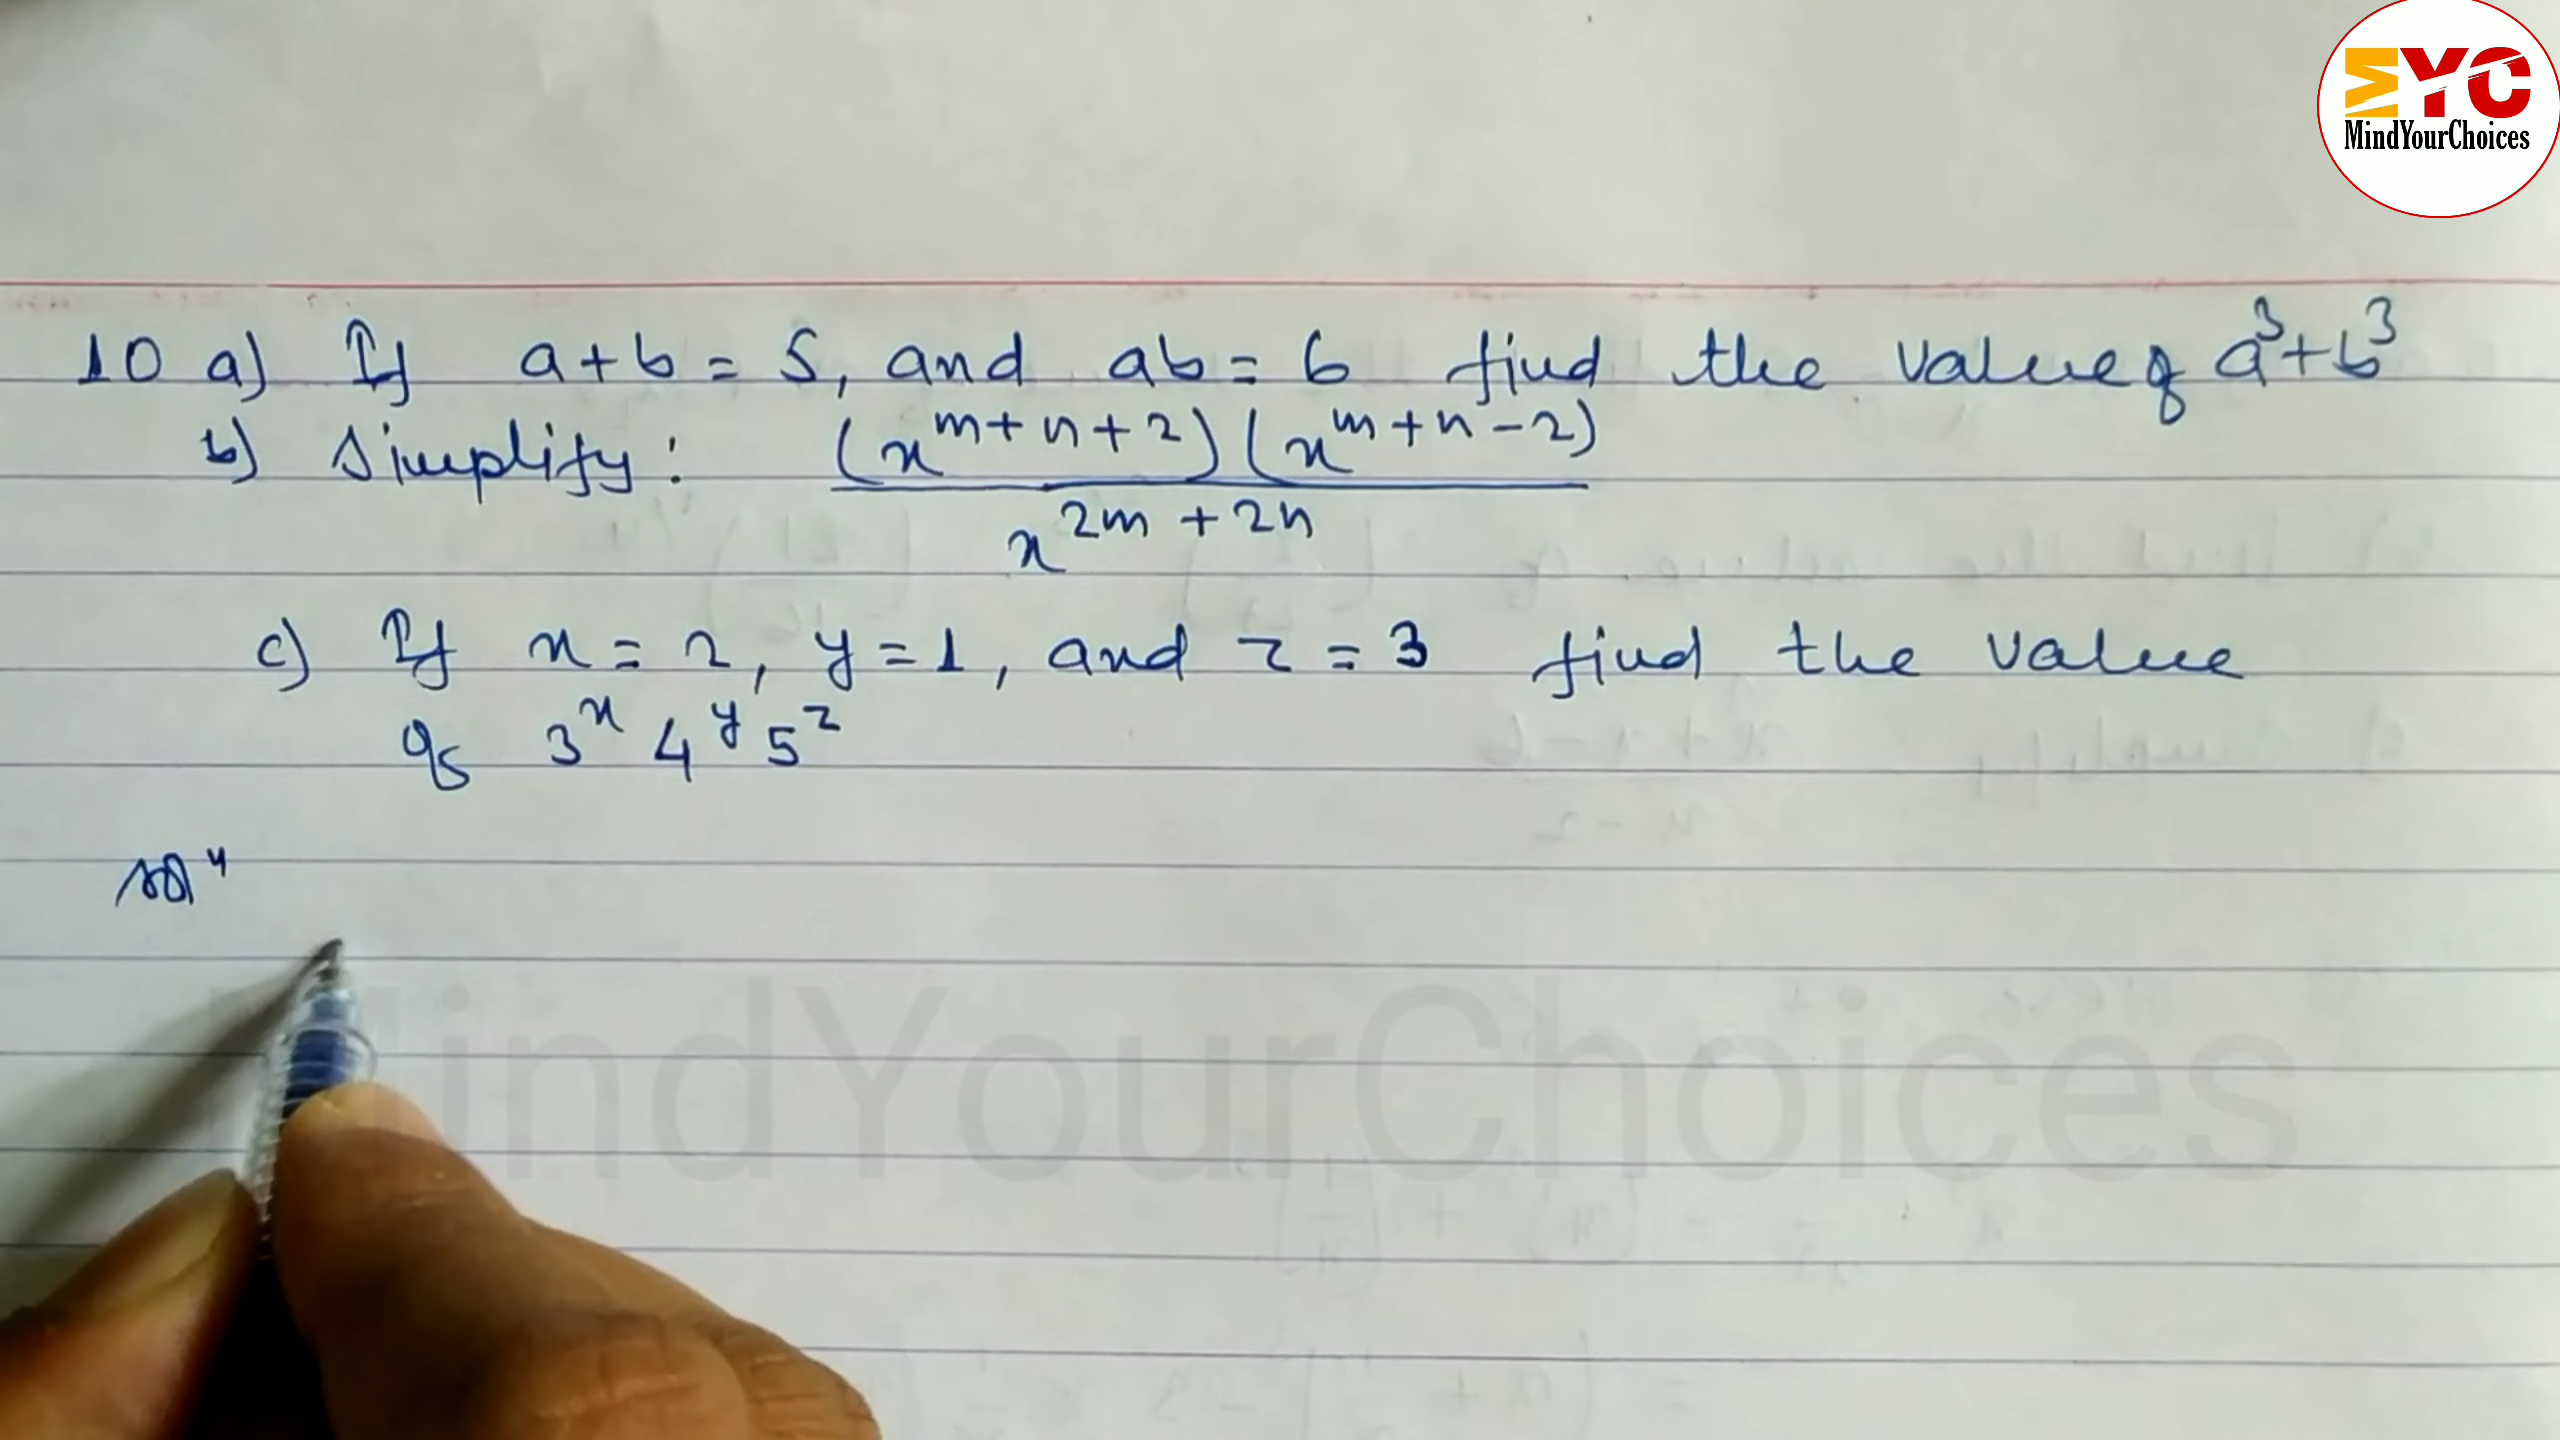 MYC
MindYourChoices
10 a) If a+b = 5, and ab = 6 find the value of a³+b³
b) Simplify: (x^{m+n+2})(x^{m+n-2})
x^{2m+2n}
c) If x = 2, y = 1, and z = 3 find the value
of 3^x 4^y 5^z
solⁿ
MindYourChoices